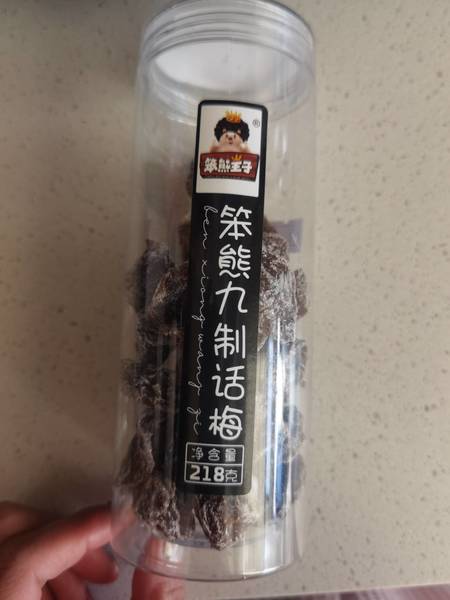 ®
笨熊王子
笨熊九制话梅
ben xiong wang zi
净含量
218克